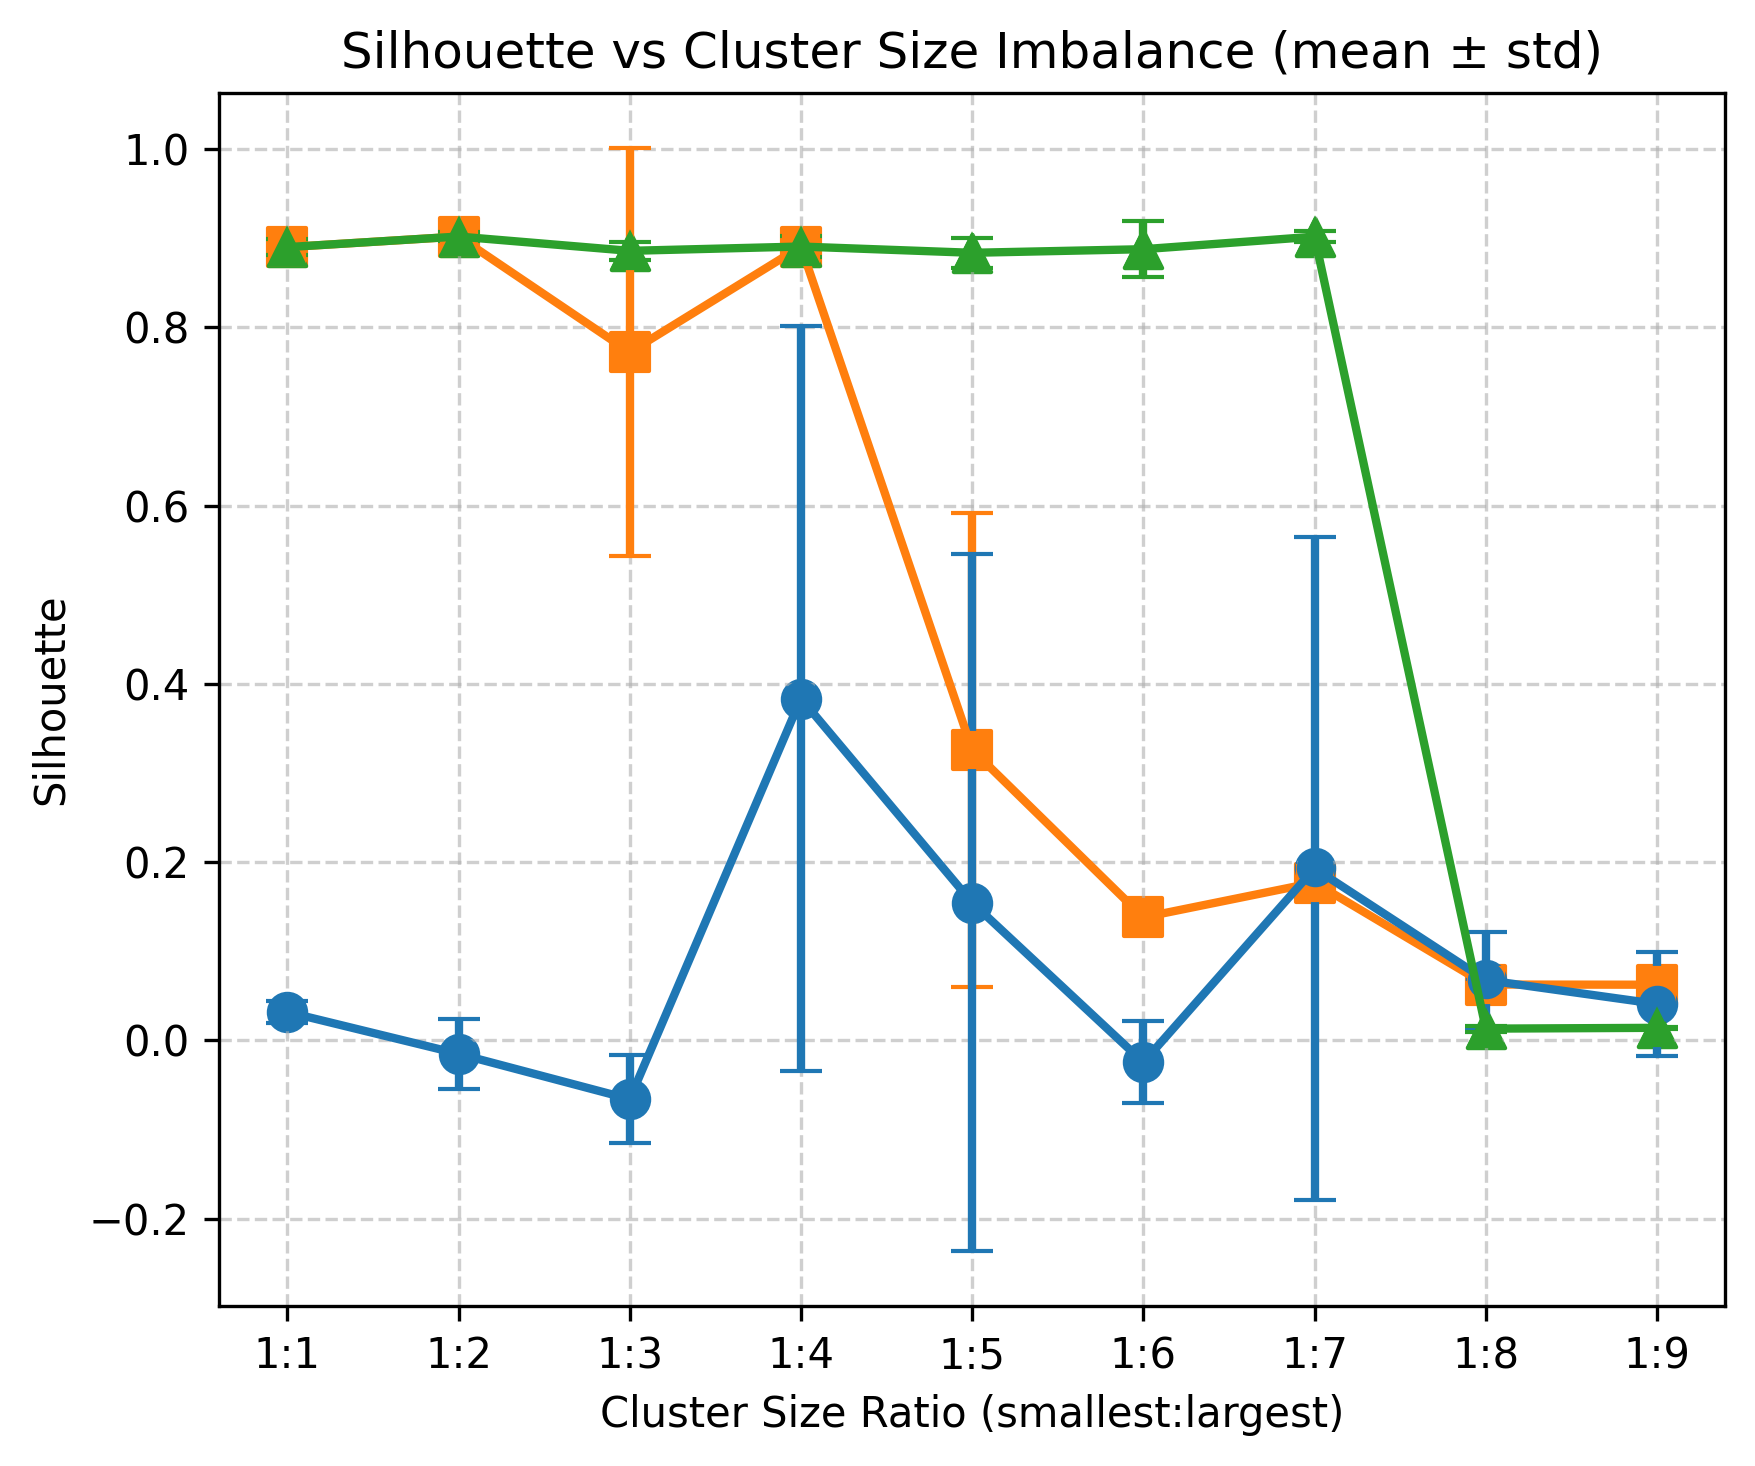 Silhouette vs Cluster Size Imbalance (mean ± std)
1.0
0.8
0.6
0.4
0.2
0.0
−0.2
Silhouette
1:1 1:2 1:3 1:4 1:5 1:6 1:7 1:8 1:9
Cluster Size Ratio (smallest:largest)